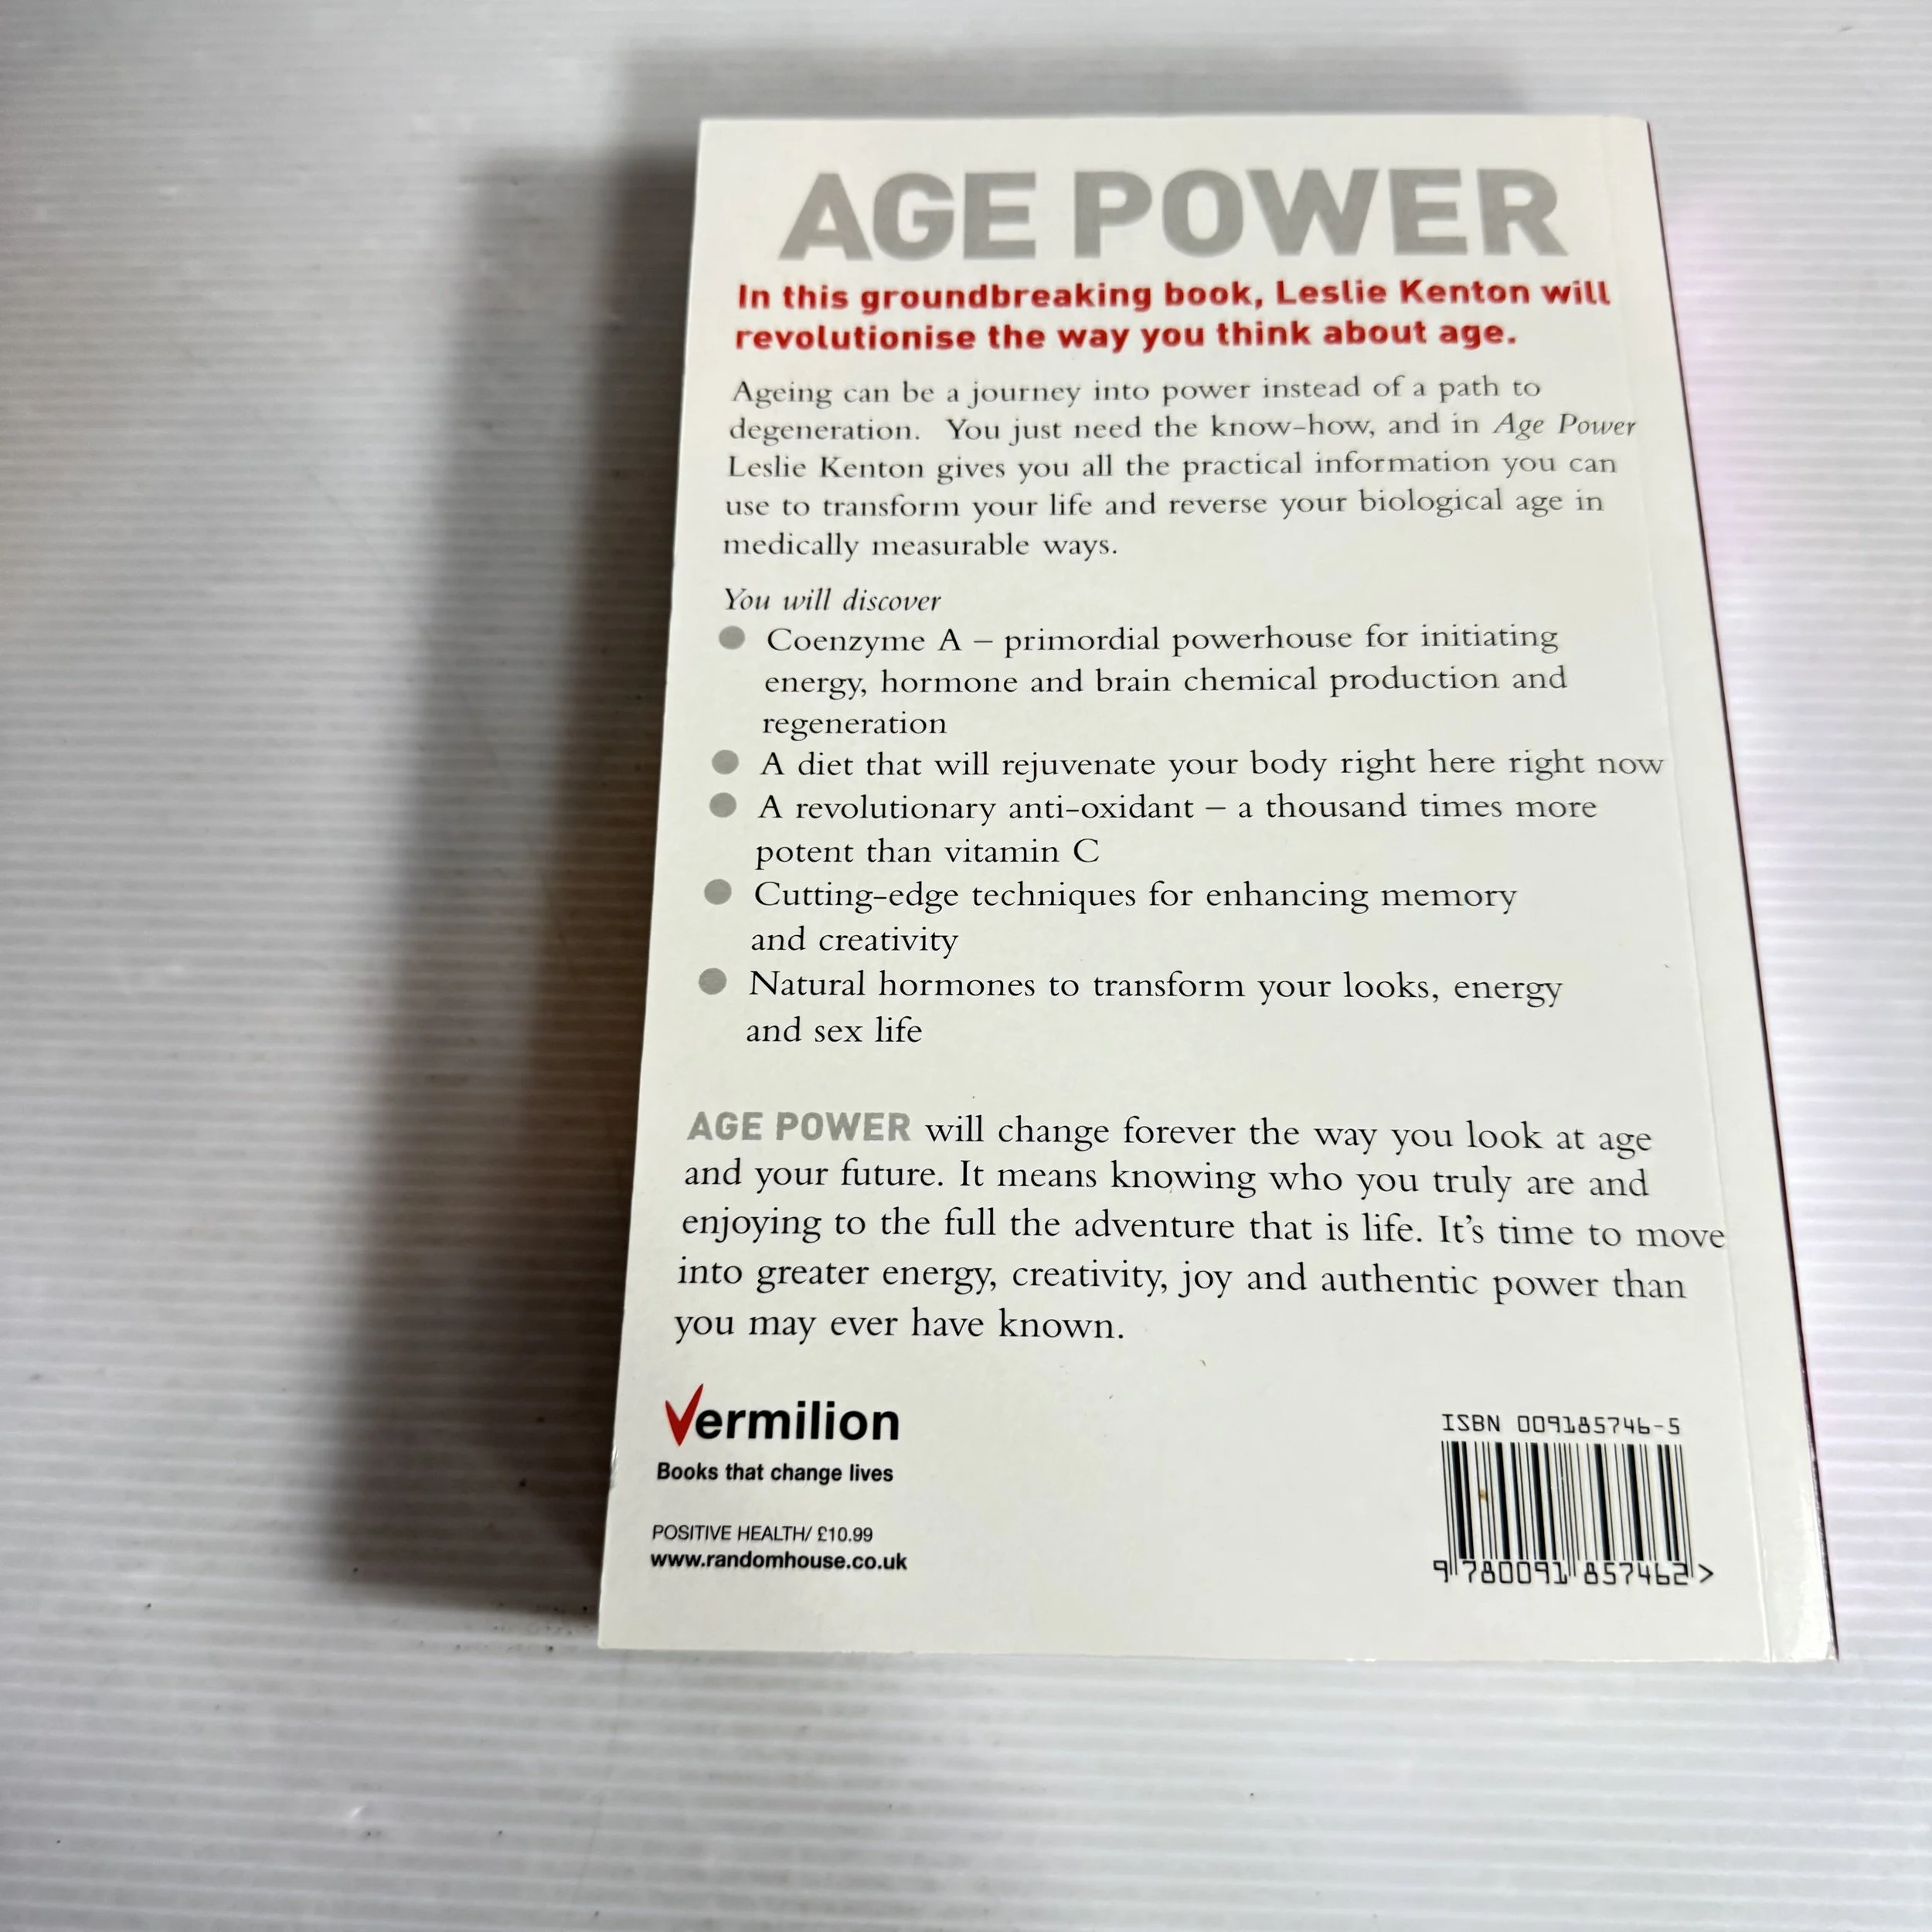 AGE POWER
In this groundbreaking book, Leslie Kenton will
revolutionise the way you think about age.
Ageing can be a journey into power instead of a path to
degeneration. You just need the know-how, and in Age Power
Leslie Kenton gives you all the practical information you can
use to transform your life and reverse your biological age in
medically measurable ways.
You will discover
● Coenzyme A – primordial powerhouse for initiating
energy, hormone and brain chemical production and
regeneration
● A diet that will rejuvenate your body right here right now
● A revolutionary anti-oxidant – a thousand times more
potent than vitamin C
● Cutting-edge techniques for enhancing memory
and creativity
● Natural hormones to transform your looks, energy
and sex life
AGE POWER will change forever the way you look at age
and your future. It means knowing who you truly are and
enjoying to the full the adventure that is life. It's time to move
into greater energy, creativity, joy and authentic power than
you may ever have known.
Vermilion
Books that change lives
POSITIVE HEALTH/ £10.99
www.randomhouse.co.uk
ISBN 009185746-5
9 780091 857462 >